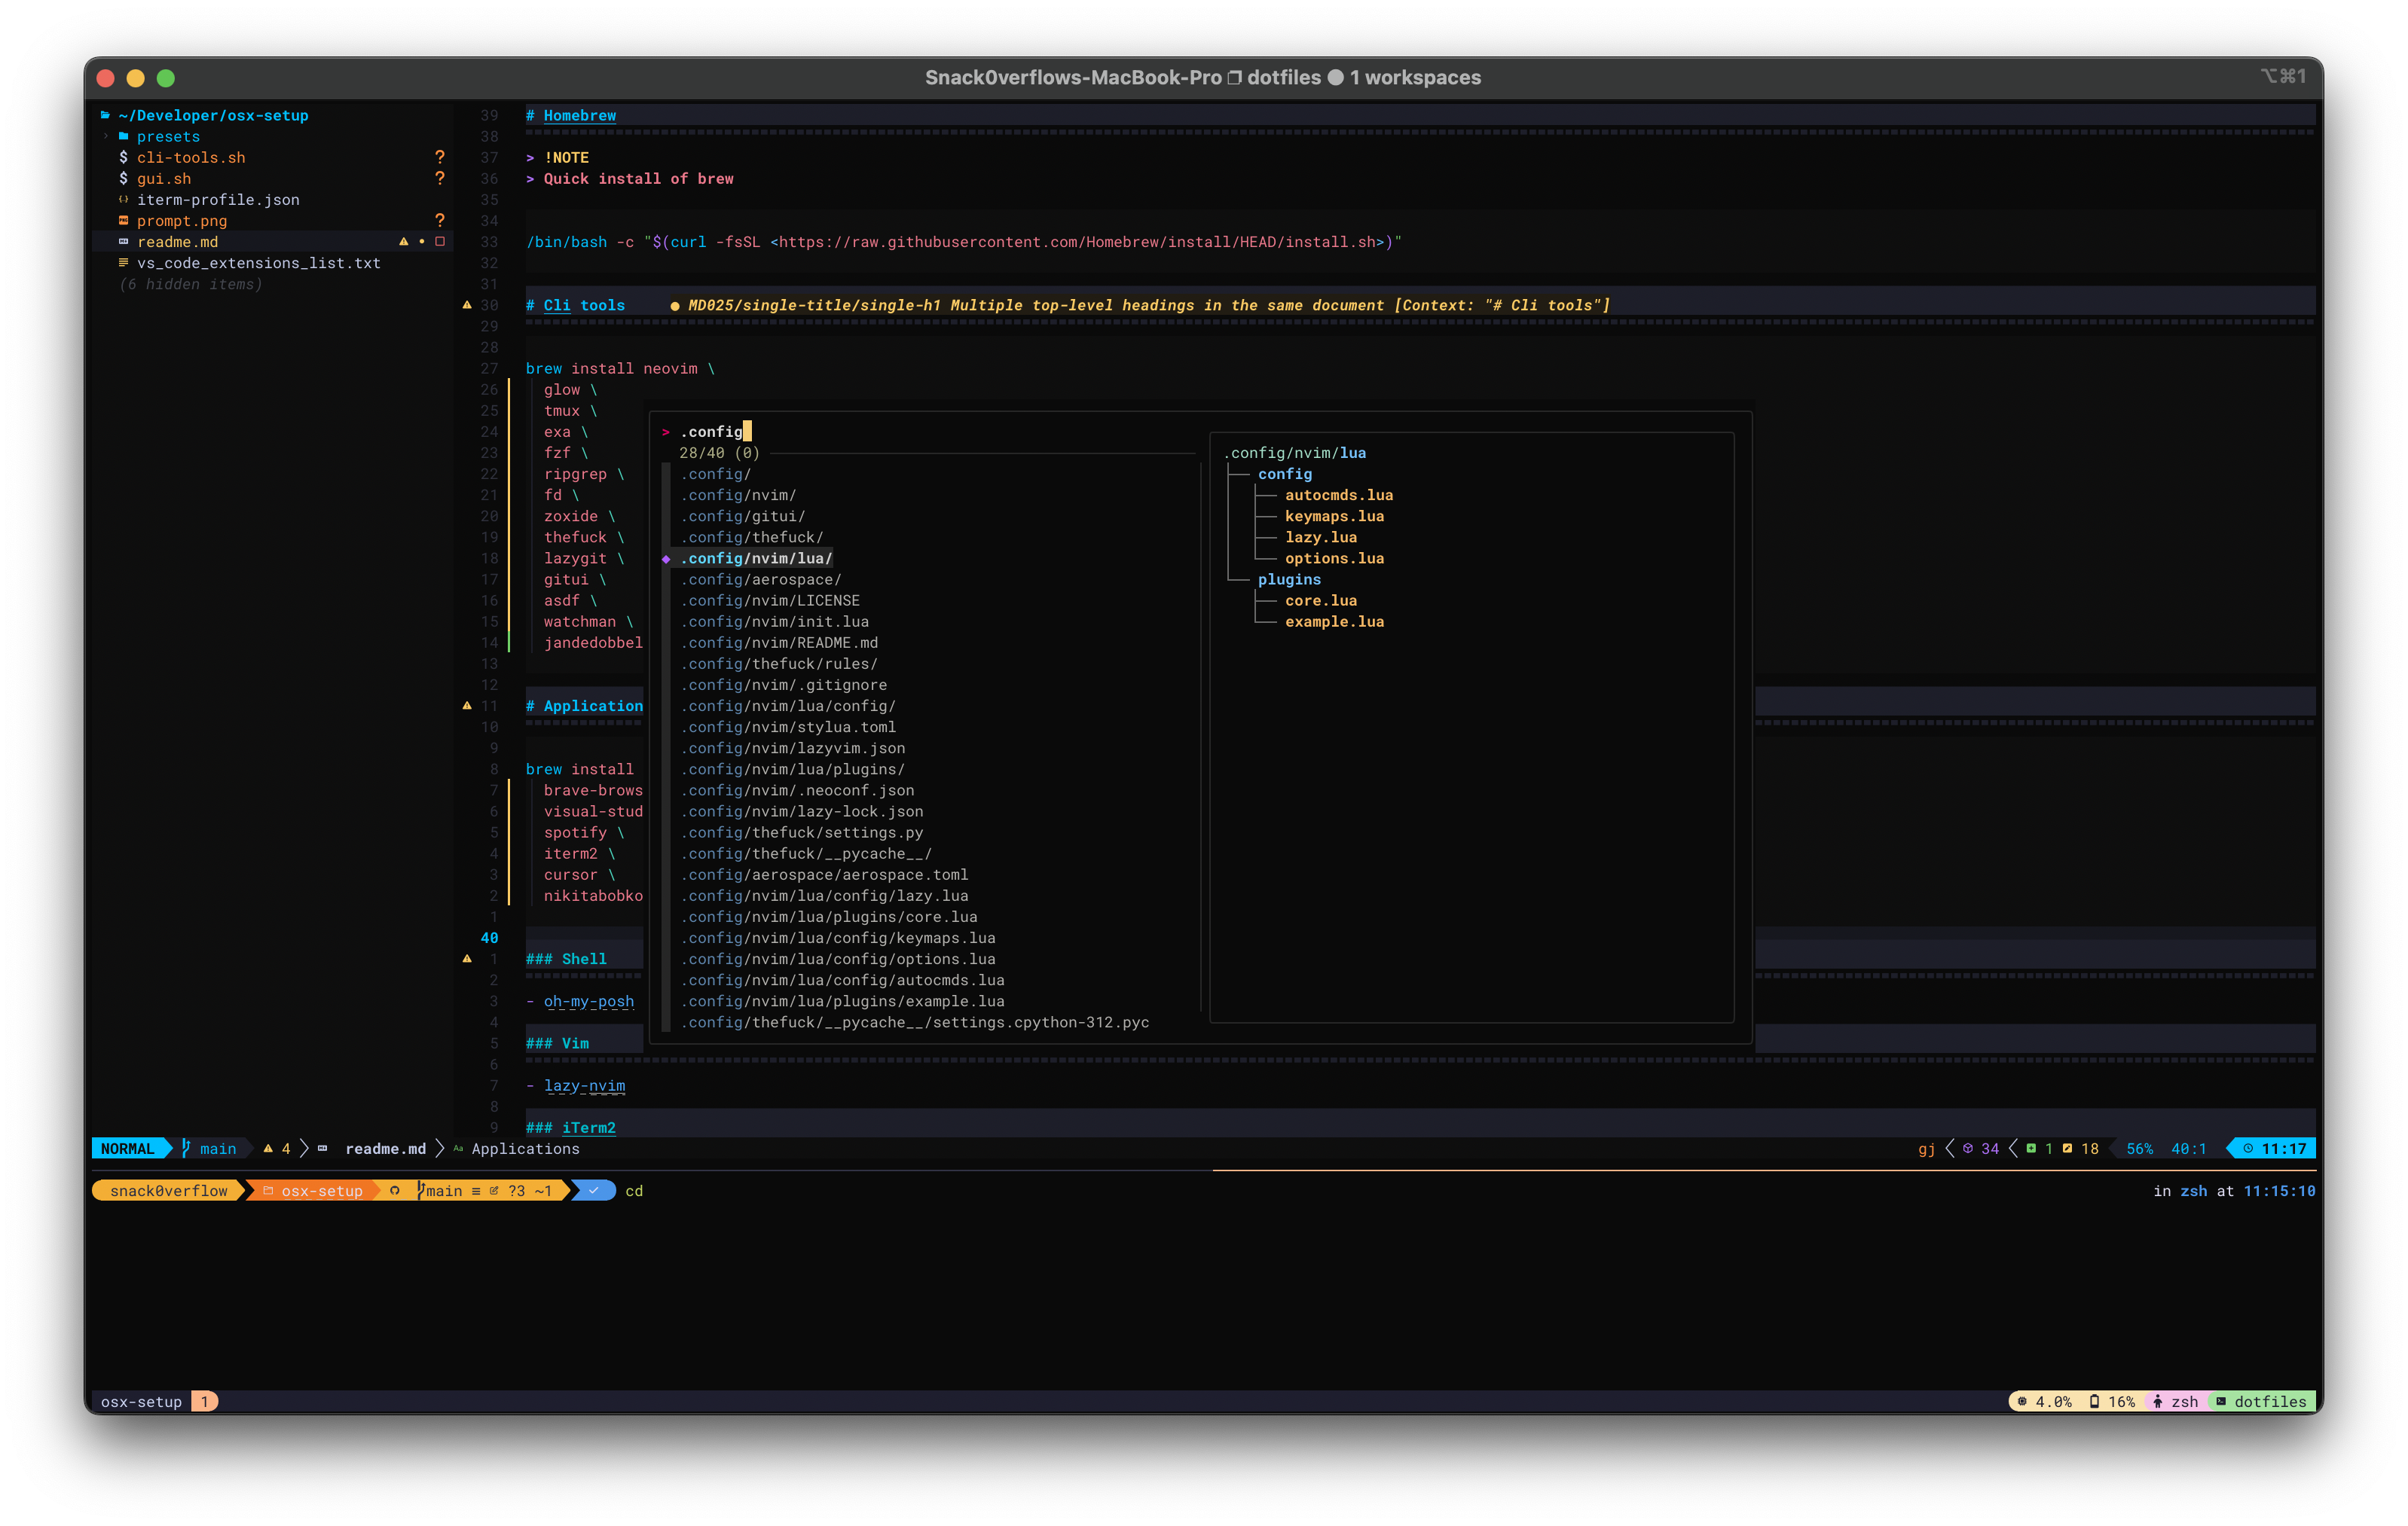 Snack0verflows-MacBook-Pro dotfiles 1 workspaces ⌥⌘1
~/Developer/osx-setup
presets
$ cli-tools.sh ?
$ gui.sh ?
{} iterm-profile.json
prompt.png ?
readme.md
vs_code_extensions_list.txt
(6 hidden items)
39 # Homebrew
38
37 > !NOTE
36 > Quick install of brew
35
34
33 /bin/bash -c "$(curl -fsSL <https://raw.githubusercontent.com/Homebrew/install/HEAD/install.sh>)"
32
31
30 # Cli tools ● MD025/single-title/single-h1 Multiple top-level headings in the same document [Context: "# Cli tools"]
29
28
27 brew install neovim \
26 glow \
25 tmux \
24 exa \
23 fzf \
22 ripgrep \
21 fd \
20 zoxide \
19 thefuck \
18 lazygit \
17 gitui \
16 asdf \
15 watchman \
14 jandedobbel
13
12
11 # Application
10
9
8 brew install
7 brave-brows
6 visual-stud
5 spotify \
4 iterm2 \
3 cursor \
2 nikitabobko
1
40
1 ### Shell
2
3 - oh-my-posh
4
5 ### Vim
6
7 - lazy-nvim
8
9 ### iTerm2
> .config
28/40 (0)
.config/
.config/nvim/
.config/gitui/
.config/thefuck/
.config/nvim/lua/
.config/aerospace/
.config/nvim/LICENSE
.config/nvim/init.lua
.config/nvim/README.md
.config/thefuck/rules/
.config/nvim/.gitignore
.config/nvim/lua/config/
.config/nvim/stylua.toml
.config/nvim/lazyvim.json
.config/nvim/lua/plugins/
.config/nvim/.neoconf.json
.config/nvim/lazy-lock.json
.config/thefuck/settings.py
.config/thefuck/__pycache__/
.config/aerospace/aerospace.toml
.config/nvim/lua/config/lazy.lua
.config/nvim/lua/plugins/core.lua
.config/nvim/lua/config/keymaps.lua
.config/nvim/lua/config/options.lua
.config/nvim/lua/config/autocmds.lua
.config/nvim/lua/plugins/example.lua
.config/thefuck/__pycache__/settings.cpython-312.pyc
.config/nvim/lua
config
autocmds.lua
keymaps.lua
lazy.lua
options.lua
plugins
core.lua
example.lua
NORMAL main 4 readme.md Aa Applications gj 34 1 18 56% 40:1 11:17
snack0verflow osx-setup main ≡ ?3 ~1 cd in zsh at 11:15:10
osx-setup 1 4.0% 16% zsh dotfiles